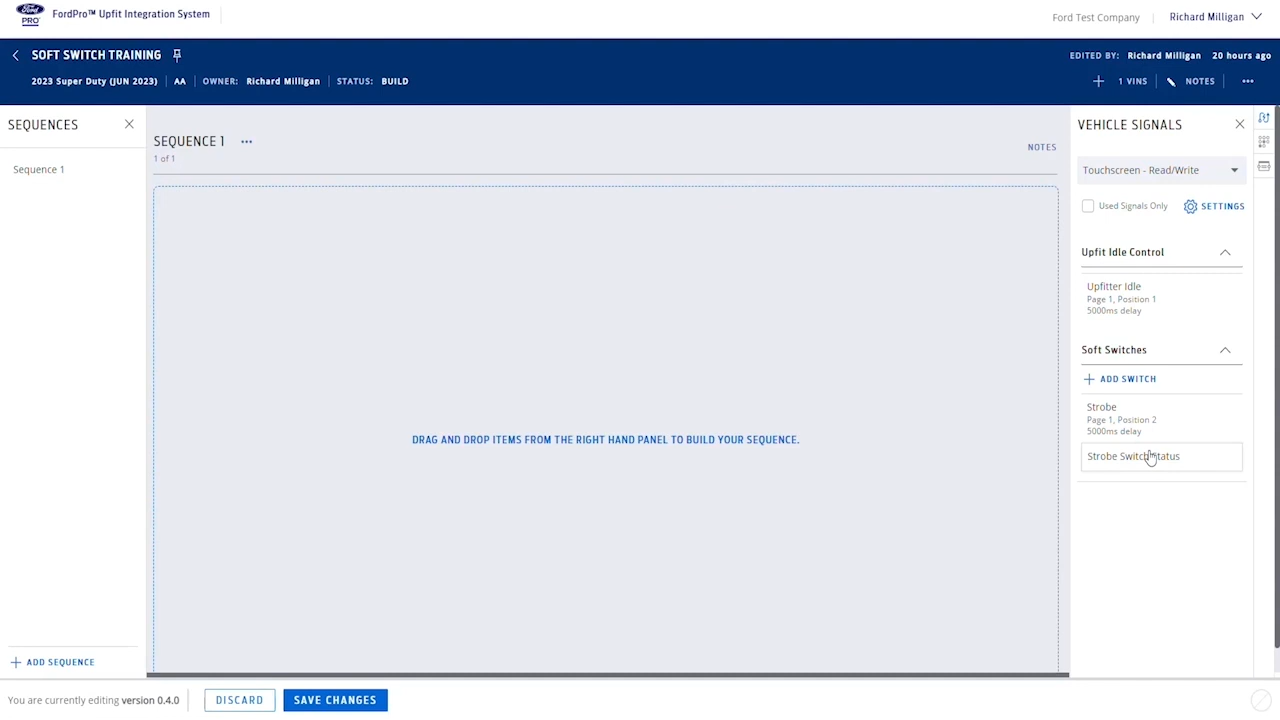 Ford
PRO
FordPro™ Upfit Integration System
Ford Test Company
Richard Milligan
SOFT SWITCH TRAINING
EDITED BY: Richard Milligan 20 hours ago
2023 Super Duty (JUN 2023) AA OWNER: Richard Milligan STATUS: BUILD
1 VINS NOTES
SEQUENCES
Sequence 1
ADD SEQUENCE
SEQUENCE 1
1 of 1
NOTES
DRAG AND DROP ITEMS FROM THE RIGHT HAND PANEL TO BUILD YOUR SEQUENCE.
VEHICLE SIGNALS
Touchscreen - Read/Write
Used Signals Only SETTINGS
Upfit Idle Control
Upfitter Idle
Page 1, Position 1
5000ms delay
Soft Switches
ADD SWITCH
Strobe
Page 1, Position 2
5000ms delay
Strobe Switch Status
You are currently editing version 0.4.0
DISCARD
SAVE CHANGES